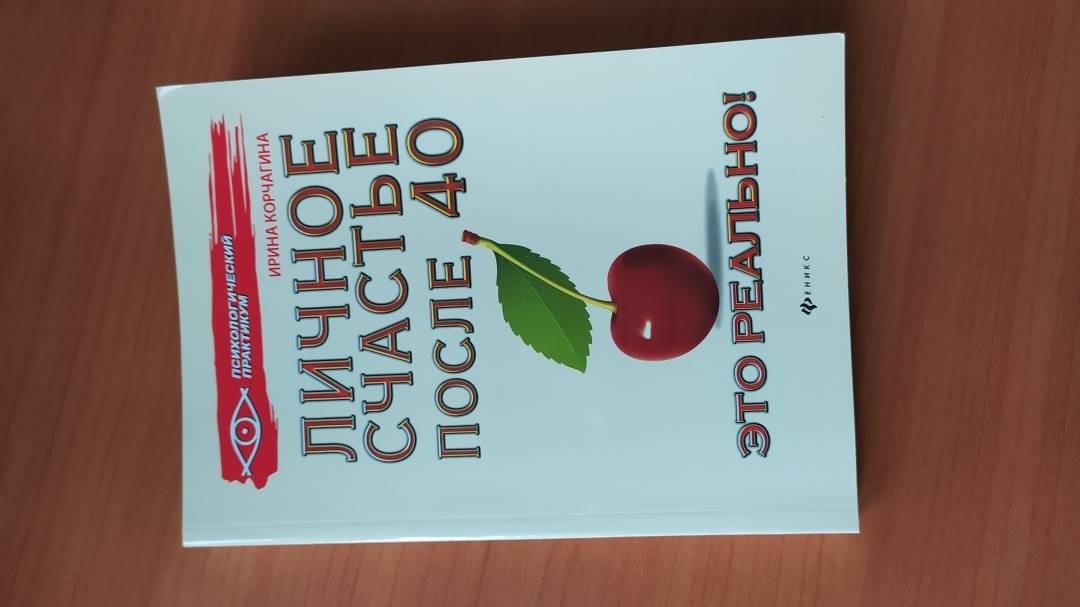 ПСИХОЛОГИЧЕСКИЙ
ПРАКТИКУМ
ИРИНА КОРЧАГИНА
ЛИЧНОЕ
СЧАСТЬЕ
ПОСЛЕ 40
ЭТО РЕАЛЬНО!
ФЕНИКС